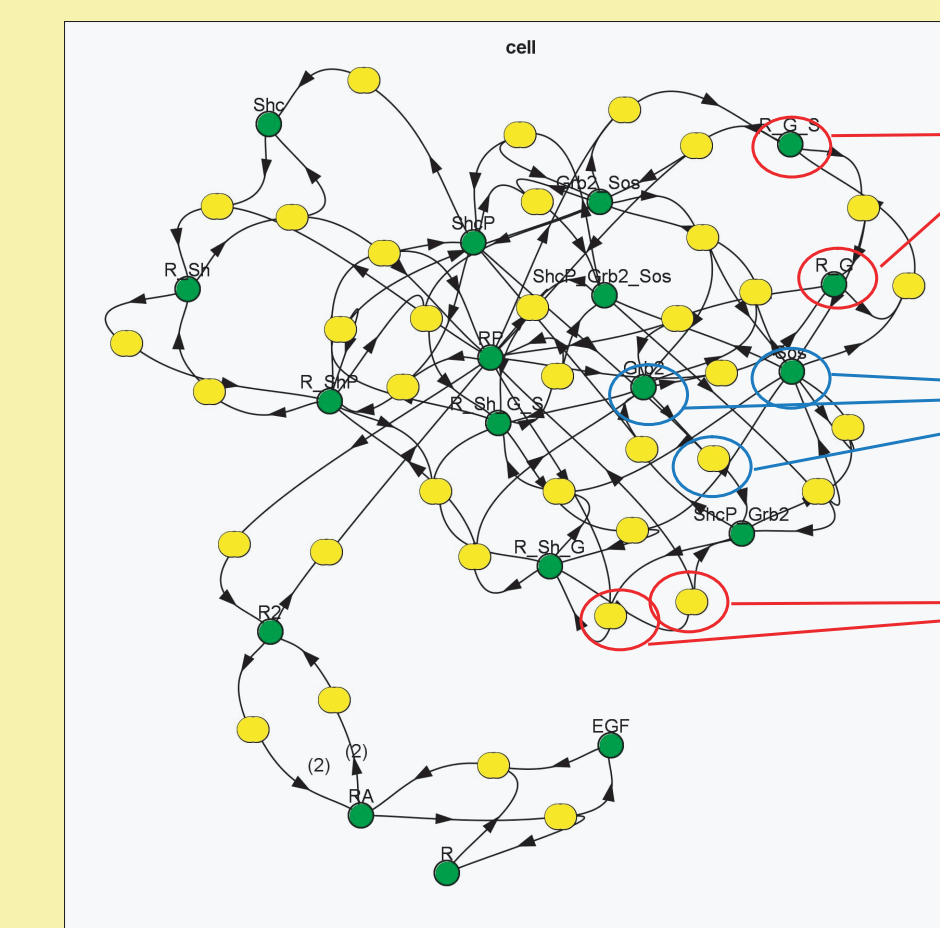 cell
Shc
R_G_S
Grb2_Sos
ShcP
R_Sh
R_G
ShcP_Grb2_Sos
RP
Grb2
Sos
R_ShP
R_Sh_G_S
ShcP_Grb2
R_Sh_G
R2
EGF
(2)
(2)
RA
R